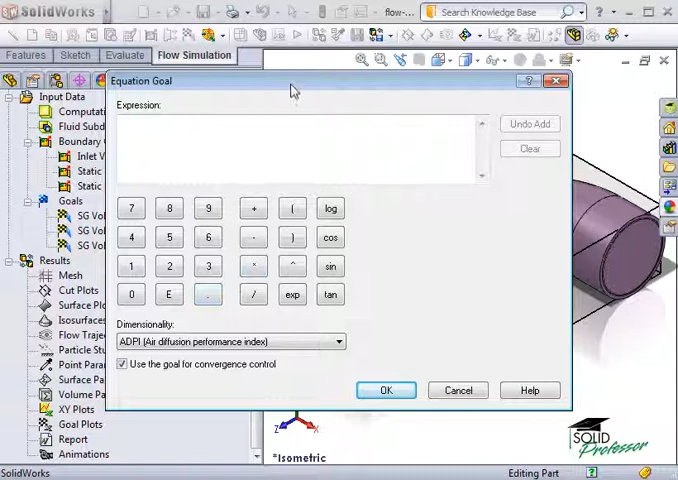 SolidWorks
flow-...
Search Knowledge Base
?
Features
Sketch
Evaluate
Flow Simulation
Input Data
Computati
Fluid Subd
Boundary
Inlet V
Static
Static
Goals
SG Vol
SG Vol
SG Vol
Results
Mesh
Cut Plots
Surface Plo
Isosurfaces
Flow Trajec
Particle Stu
Point Para
Surface Pa
Volume Pa
XY Plots
Goal Plots
Report
Animations
Equation Goal
Expression:
Undo Add
Clear
7 8 9 + ( log
4 5 6 - ) cos
1 2 3 * ^ sin
0 E . / exp tan
Dimensionality:
ADPI (Air diffusion performance index)
Use the goal for convergence control
OK
Cancel
Help
Z
X
*Isometric
SOLID
Professor
SolidWorks
Editing Part
?